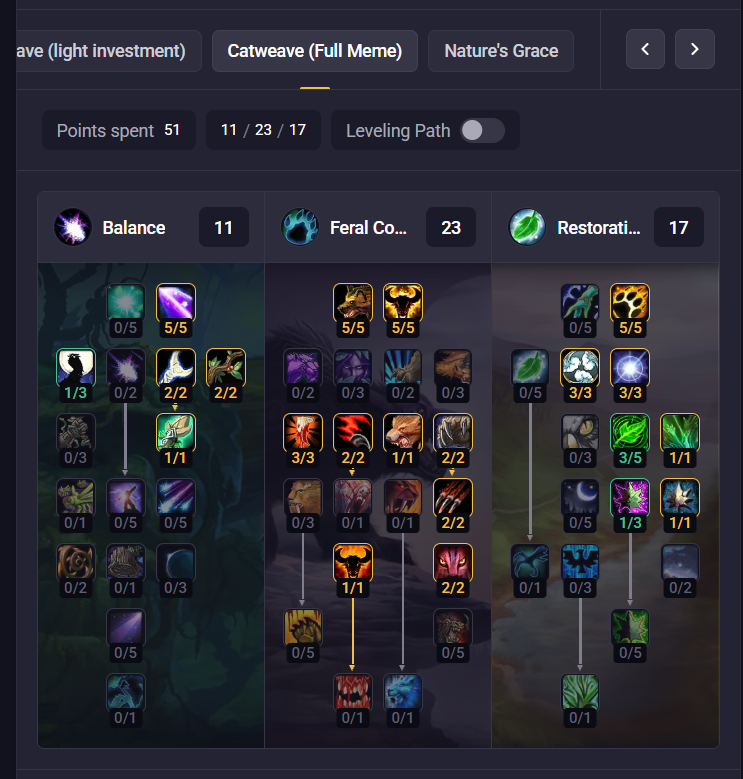 ave (light investment) Catweave (Full Meme) Nature's Grace
Points spent 51 11 / 23 / 17 Leveling Path
Balance 11 Feral Co... 23 Restorati... 17
0/5 5/5 5/5 5/5 0/5 5/5
1/3 0/2 2/2 2/2 0/2 0/3 0/2 0/3 0/5 3/3 3/3
0/3 1/1 3/3 2/2 1/1 2/2 0/3 3/5 1/1
0/1 0/5 0/5 0/3 0/1 0/1 2/2 0/5 1/3 1/1
0/2 0/1 0/3 1/1 2/2 0/1 0/3 0/2
0/5 0/5 0/5 0/5
0/1 0/1 0/1 0/1